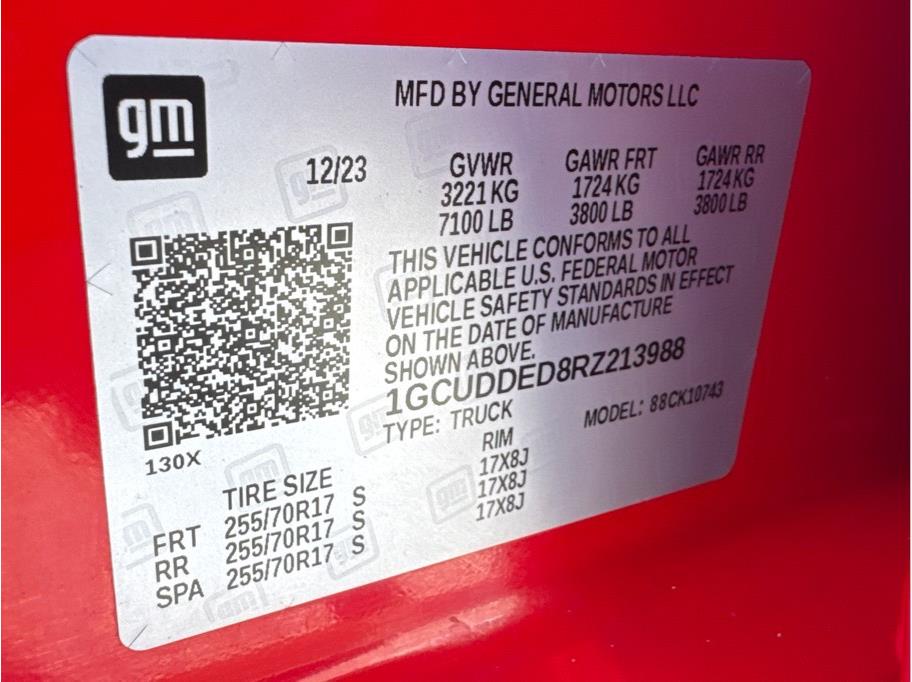 gm
MFD BY GENERAL MOTORS LLC
12/23 GVWR GAWR FRT GAWR RR
3221 KG 1724 KG 1724 KG
7100 LB 3800 LB 3800 LB
THIS VEHICLE CONFORMS TO ALL
APPLICABLE U.S. FEDERAL MOTOR
VEHICLE SAFETY STANDARDS IN EFFECT
ON THE DATE OF MANUFACTURE
SHOWN ABOVE.
1GCUDDED8RZ213988
TYPE: TRUCK MODEL: 88CK10743
130X
TIRE SIZE RIM
FRT 255/70R17 S 17X8J
RR 255/70R17 S 17X8J
SPA 255/70R17 S 17X8J